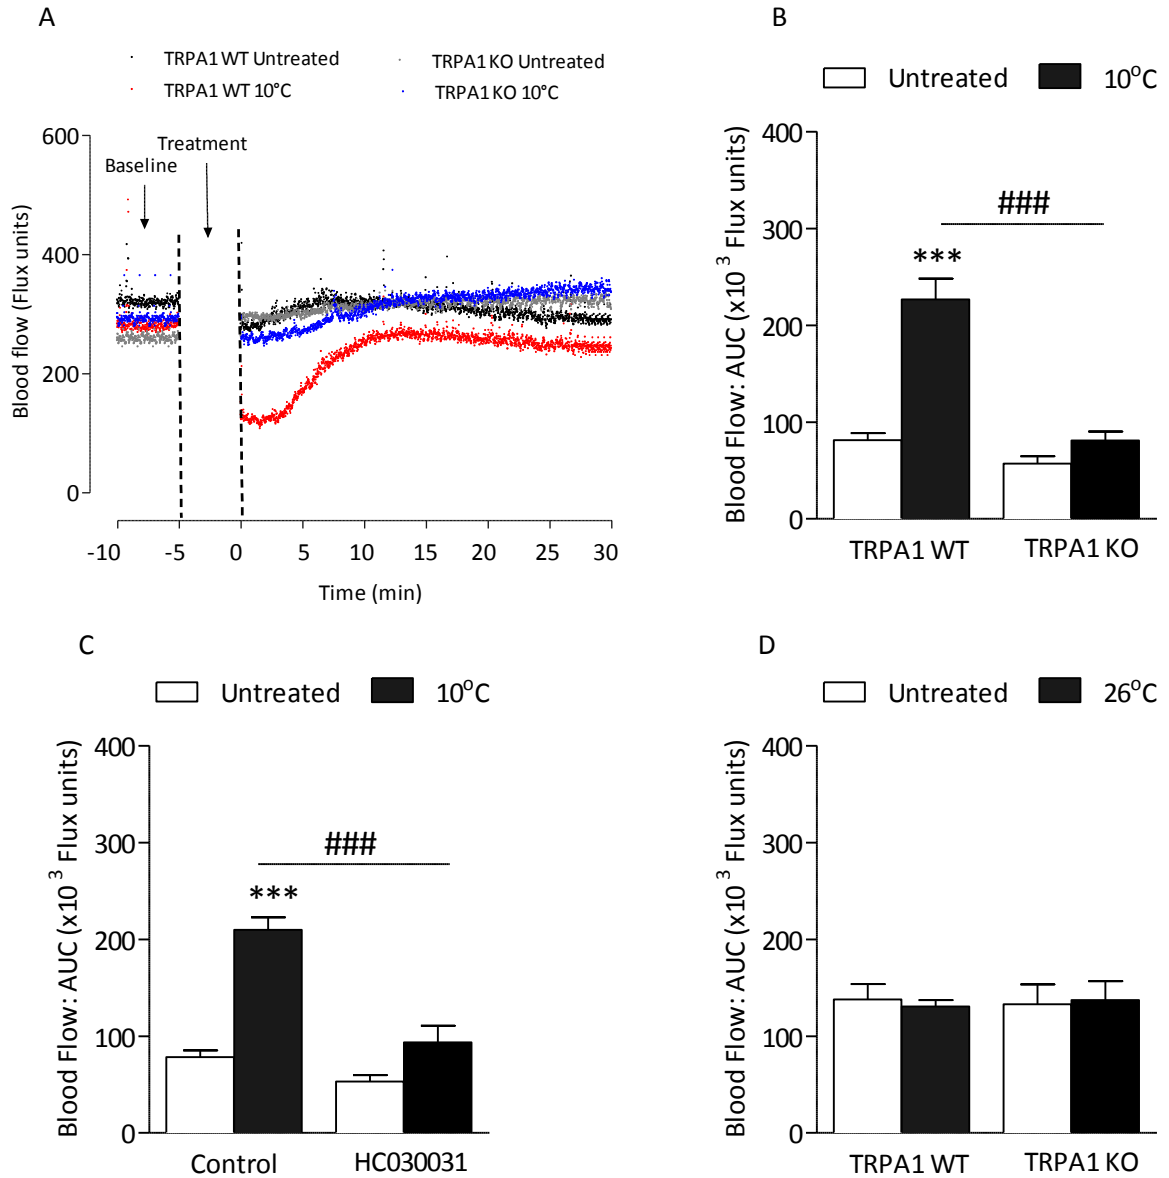 A
TRPA1 WT Untreated
TRPA1 KO Untreated
TRPA1 WT 10°C
TRPA1 KO 10°C
Blood flow (Flux units)
600
400
200
0
Baseline
Treatment
-10 -5 0 5 10 15 20 25 30
Time (min)
B
Untreated 10°C
Blood Flow: AUC (x10³ Flux units)
400
300
200
100
0
###
***
TRPA1 WT TRPA1 KO
C
Untreated 10°C
Blood Flow: AUC (x10³ Flux units)
400
300
200
100
0
###
***
Control HC030031
D
Untreated 26°C
Blood Flow: AUC (x10³ Flux units)
400
300
200
100
0
TRPA1 WT TRPA1 KO